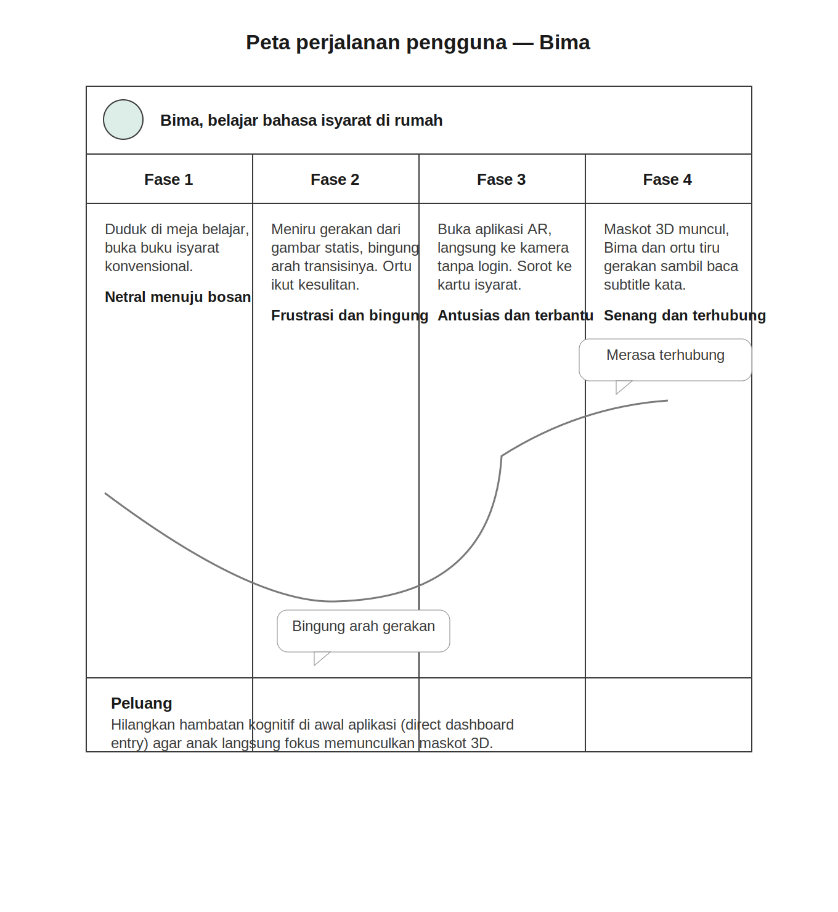 Peta perjalanan pengguna — Bima
Bima, belajar bahasa isyarat di rumah
Fase 1
Fase 2
Fase 3
Fase 4
Duduk di meja belajar,
buka buku isyarat
konvensional.
Netral menuju bosan
Meniru gerakan dari
gambar statis, bingung
arah transisinya. Ortu
ikut kesulitan.
Frustrasi dan bingung
Buka aplikasi AR,
langsung ke kamera
tanpa login. Sorot ke
kartu isyarat.
Antusias dan terbantu
Maskot 3D muncul,
Bima dan ortu tiru
gerakan sambil baca
subtitle kata.
Senang dan terhubung
Merasa terhubung
Bingung arah gerakan
Peluang
Hilangkan hambatan kognitif di awal aplikasi (direct dashboard
entry) agar anak langsung fokus memunculkan maskot 3D.